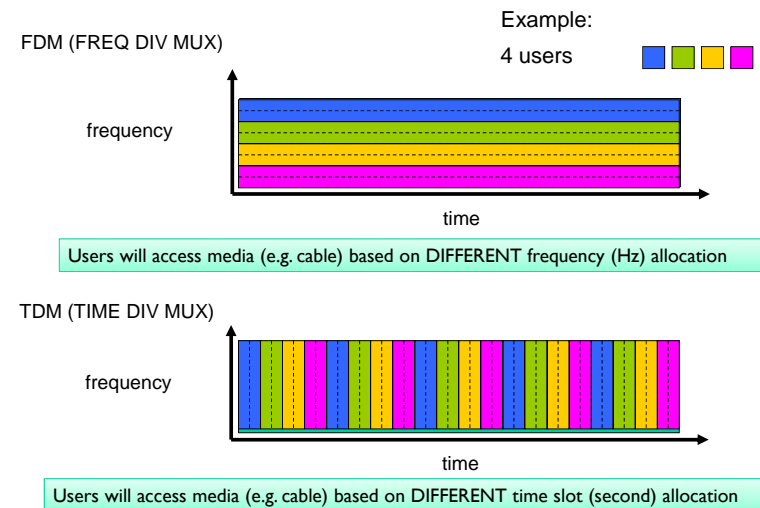 Example:
FDM (FREQ DIV MUX)
4 users
frequency
time
Users will access media (e.g. cable) based on DIFFERENT frequency (Hz) allocation
TDM (TIME DIV MUX)
frequency
time
Users will access media (e.g. cable) based on DIFFERENT time slot (second) allocation